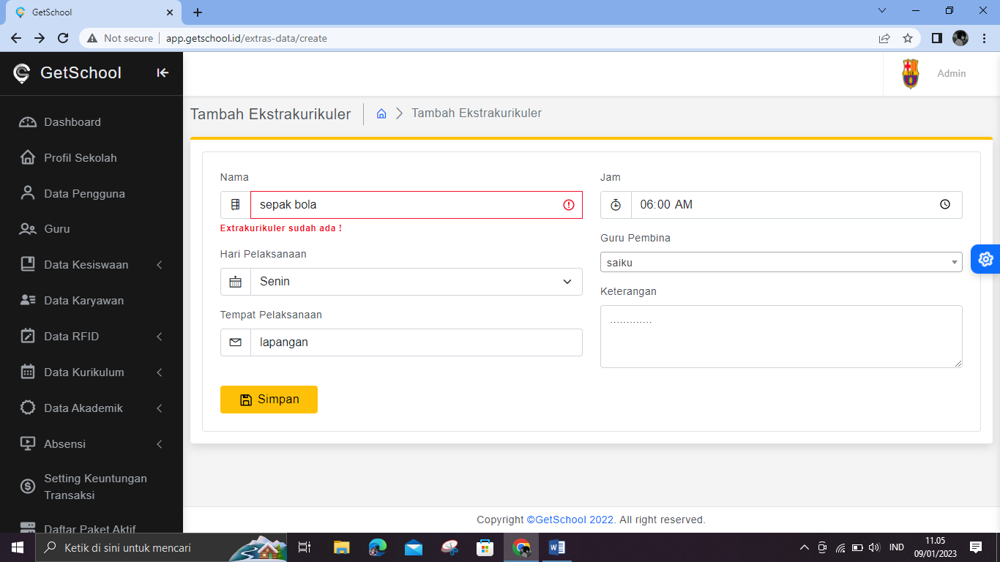 GetSchool
Not secure
app.getschool.id/extras-data/create
GetSchool
Admin
Dashboard
Profil Sekolah
Data Pengguna
Guru
Data Kesiswaan
Data Karyawan
Data RFID
Data Kurikulum
Data Akademik
Absensi
Setting Keuntungan
Transaksi
Daftar Paket Aktif
Tambah Ekstrakurikuler
Tambah Ekstrakurikuler
Nama
sepak bola
Extrakurikuler sudah ada !
Hari Pelaksanaan
Senin
Tempat Pelaksanaan
lapangan
Simpan
Jam
06:00 AM
Guru Pembina
saiku
Keterangan
.............
Copyright ©GetSchool 2022. All right reserved.
Ketik di sini untuk mencari
IND
11.05
09/01/2023